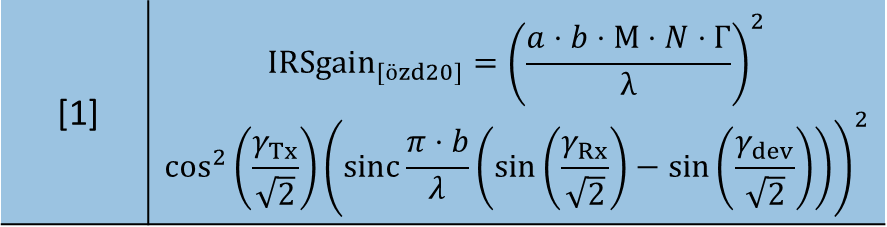 [1]
IRSgain[özd20] = (a · b · M · N · Γ / λ)²
cos² (γTx / √2) (sinc π · b / λ (sin (γRx / √2) − sin (γdev / √2)))²